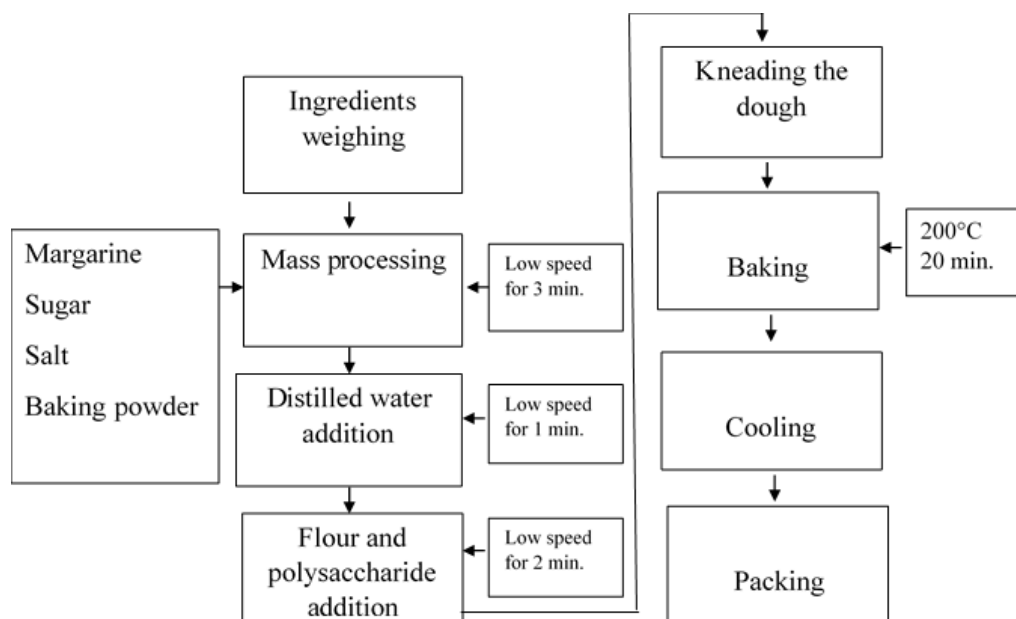 Ingredients
weighing
Margarine
Sugar
Salt
Baking powder
Mass processing
Low speed
for 3 min.
Distilled water
addition
Low speed
for 1 min.
Flour and
polysaccharide
addition
Low speed
for 2 min.
Kneading the
dough
Baking
200°C
20 min.
Cooling
Packing